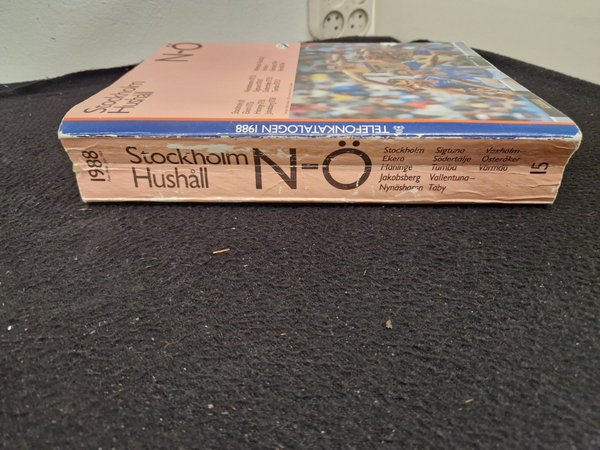 N-Ö
Stockholm
Hushåll
TELEFONKATALOGEN 1988
1988
Stockholm
Hushåll
N-Ö
Stockholm Sigtuna Vaxholm-
Ekerö Södertälje Österåker
Haninge Tumba Värmdö
Jakobsberg Vallentuna-
Nynäshamn Täby
15